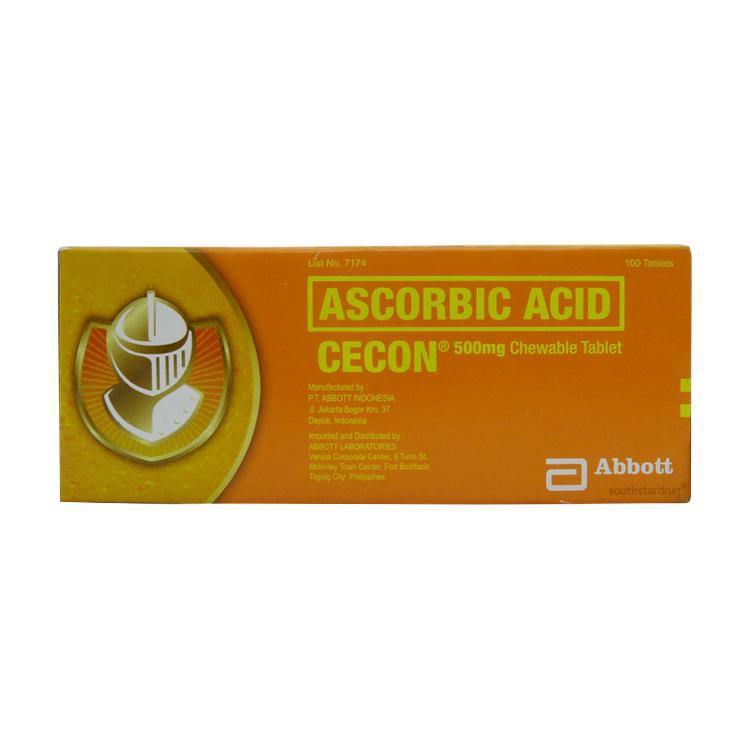 List No. 7174
100 Tablets
ASCORBIC ACID
CECON® 500mg Chewable Tablet
Manufactured by :
P.T. ABBOTT INDONESIA
Jl. Jakarta Bogor Km. 37
Depok, Indonesia
Imported and Distributed by :
ABBOTT LABORATORIES
Venice Corporate Center, 8 Turin St.
Mckinley Town Center, Fort Bonifacio
Taguig City, Philippines
Abbott
southstardrug®